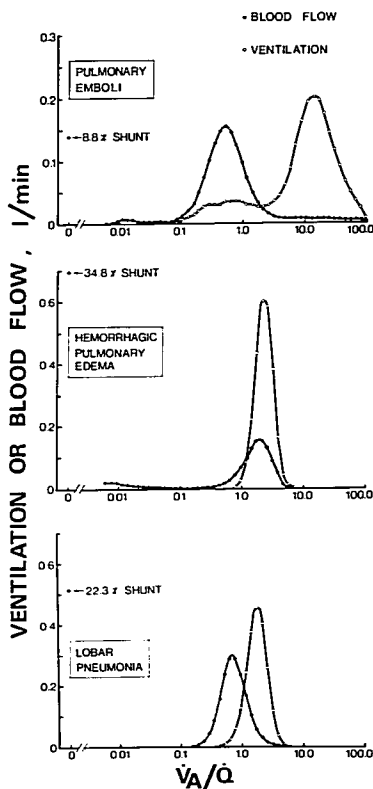 BLOOD FLOW
VENTILATION
0.3
PULMONARY
EMBOLI
0.2
8.8% SHUNT
0.1
0
0
0.01
0.1
1.0
10.0
100.0
34.8% SHUNT
0.6
HEMORRHAGIC
PULMONARY
EDEMA
0.4
0.2
0
0
0.01
0.1
1.0
10.0
100.0
0.6
22.3% SHUNT
0.4
LOBAR
PNEUMONIA
0.2
0
0
0.01
0.1
1.0
10.0
100.0
VENTILATION OR BLOOD FLOW, l/min
V̇A/Q̇